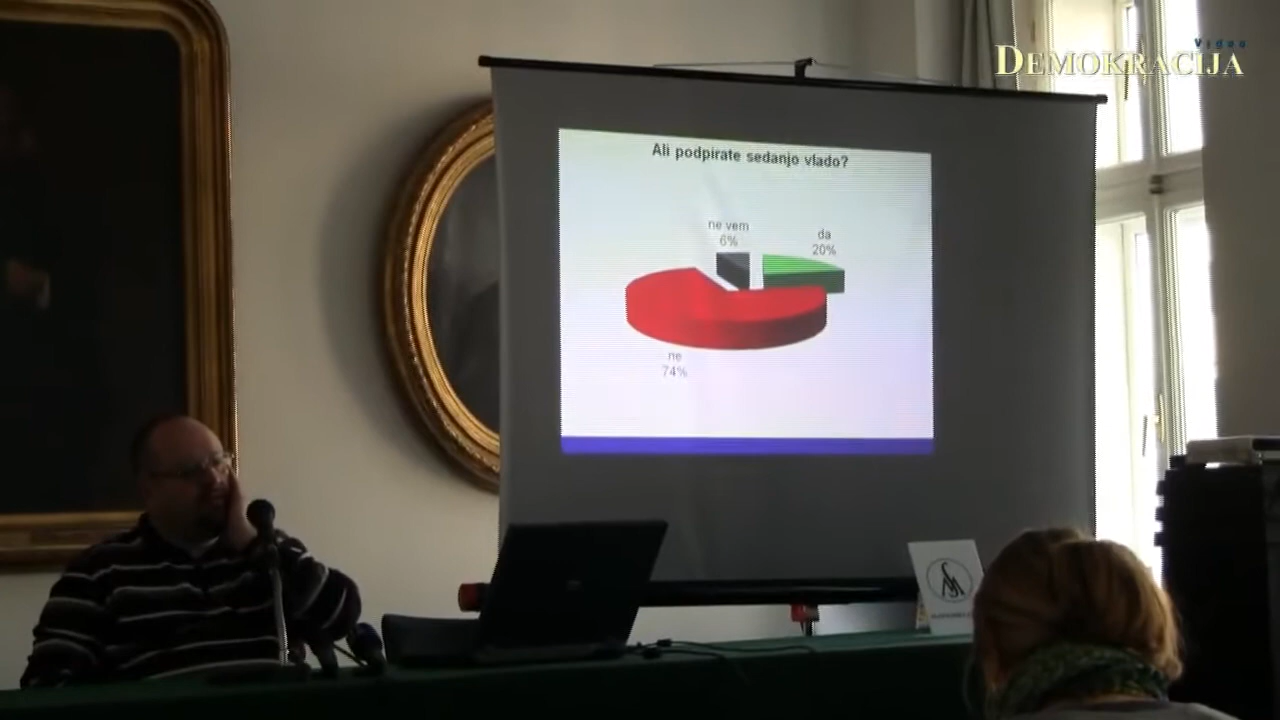 Video
DEMOKRACIJA
Ali podpirate sedanjo vlado?
ne vem
6%
da
20%
ne
74%